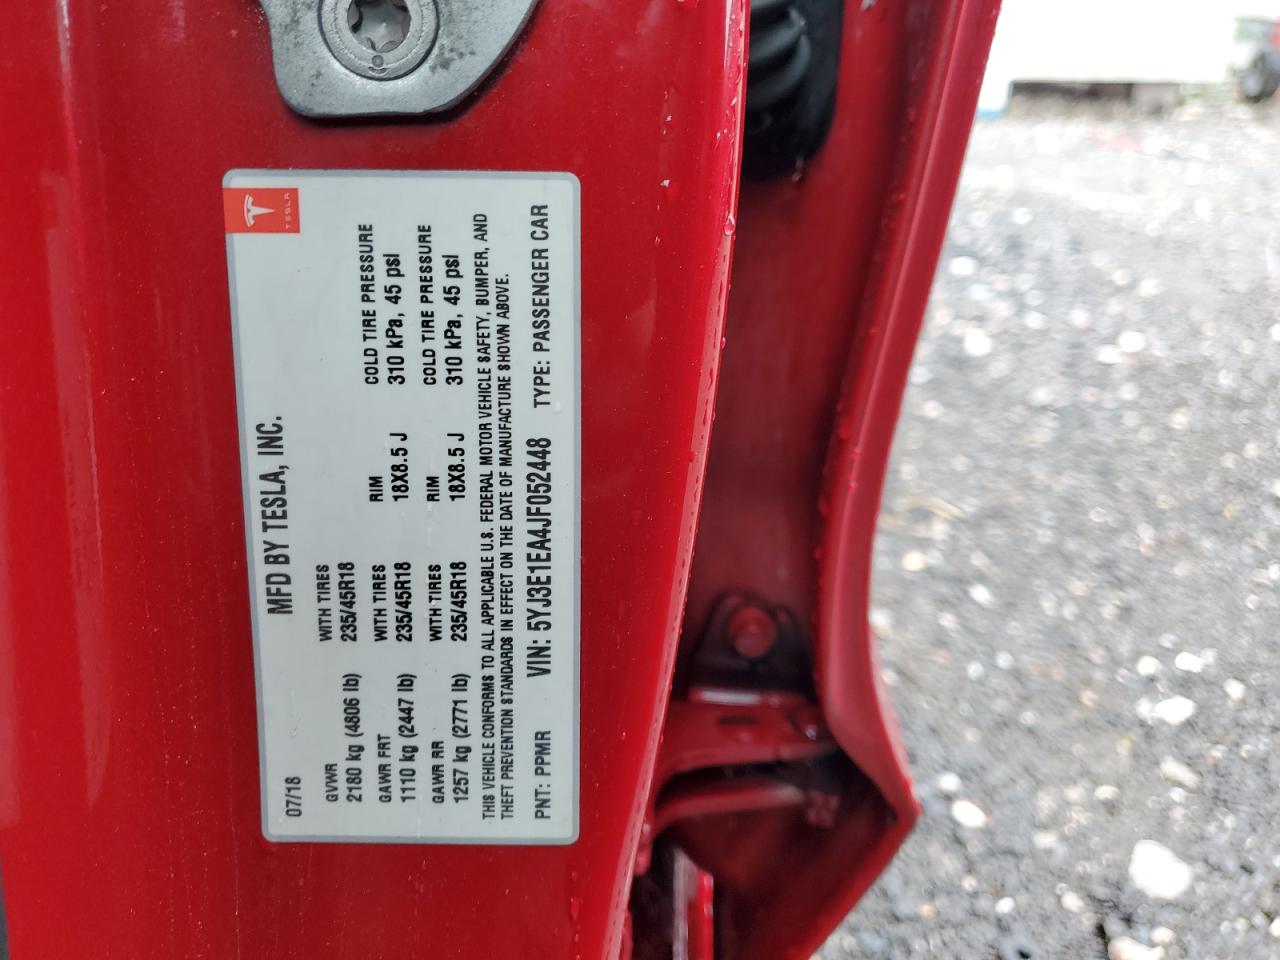 TESLA
MFD BY TESLA, INC.
07/18
GVWR WITH TIRES
2180 kg (4806 lb) 235/45R18
GAWR FRT WITH TIRES RIM COLD TIRE PRESSURE
1110 kg (2447 lb) 235/45R18 18X8.5 J 310 kPa, 45 psi
GAWR RR WITH TIRES RIM COLD TIRE PRESSURE
1257 kg (2771 lb) 235/45R18 18X8.5 J 310 kPa, 45 psi
THIS VEHICLE CONFORMS TO ALL APPLICABLE U.S. FEDERAL MOTOR VEHICLE SAFETY, BUMPER, AND
THEFT PREVENTION STANDARDS IN EFFECT ON THE DATE OF MANUFACTURE SHOWN ABOVE.
PNT: PPMR VIN: 5YJ3E1EA4JF052448 TYPE: PASSENGER CAR